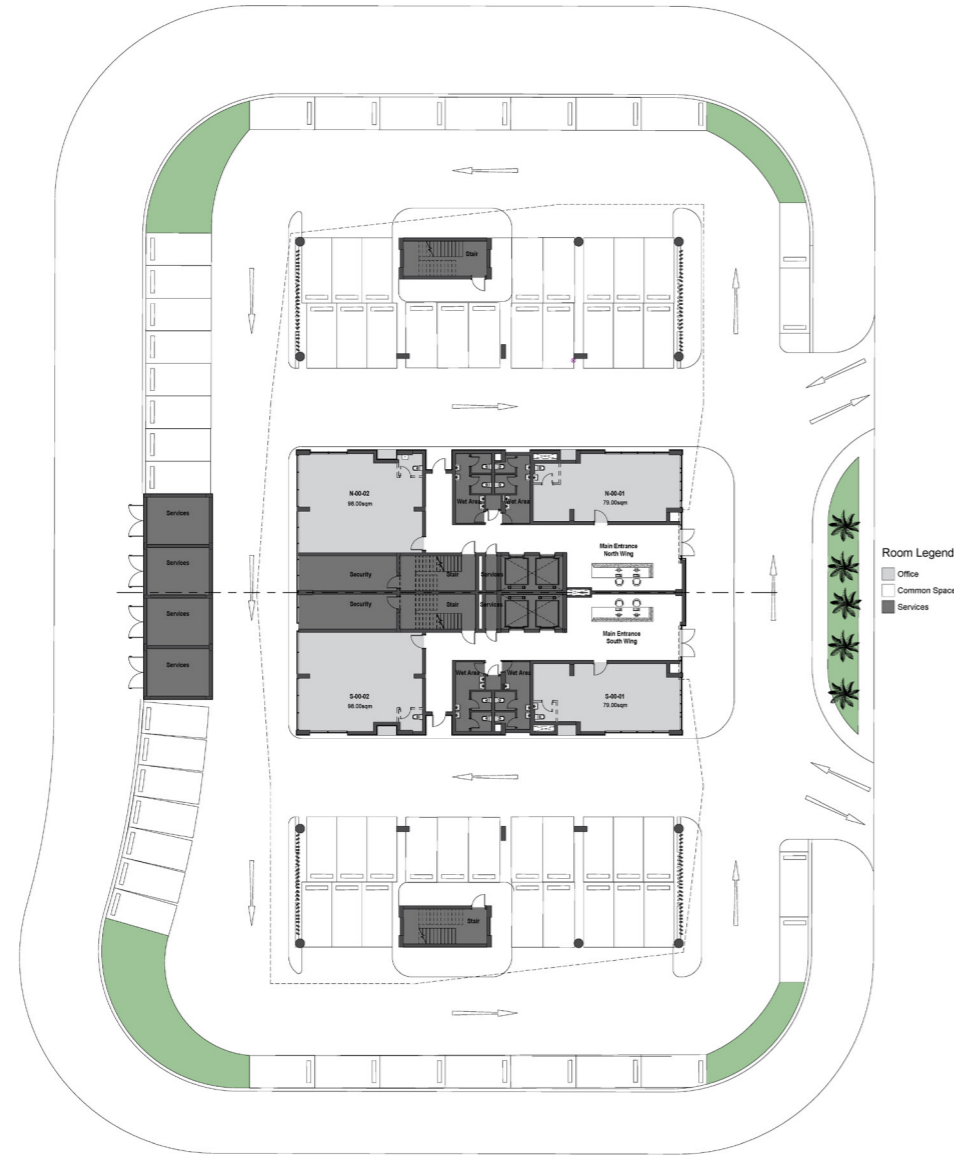 Stair
N-00-02
98.00sqm
Wet Area
Wet Area
N-00-01
79.00sqm
Services
Services
Services
Services
Main Entrance
North Wing
Security
Stair
Services
Security
Stair
Services
Main Entrance
South Wing
Wet Area
Wet Area
S-00-02
98.00sqm
S-00-01
79.00sqm
Stair
Room Legend
Office
Common Space
Services